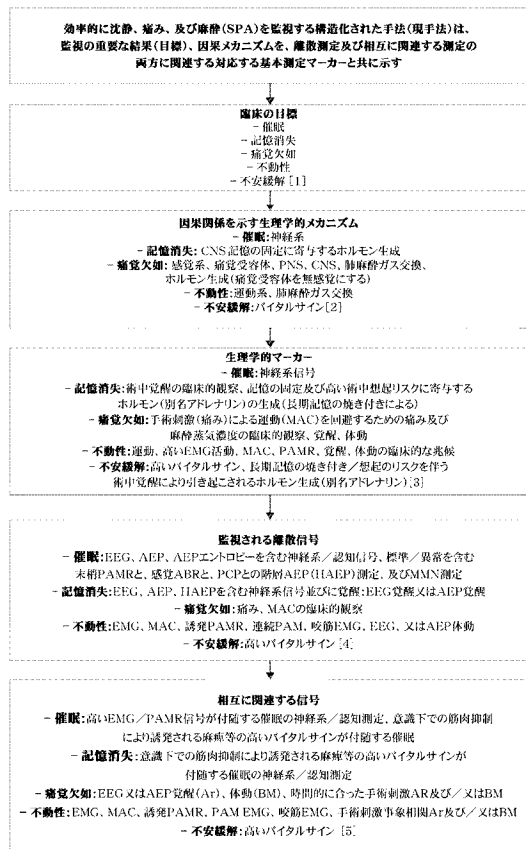 効率的に沈静、痛み、及び麻酔(SPA)を監視する構造化された手法(現手法)は、
監視の重要な結果(目標)、因果メカニズムを、離散測定及び相互に関連する測定の
両方に関連する対応する基本測定マーカーと共に示す
臨床の目標
- 催眠
- 記憶消失
- 痛覚欠如
- 不動性
- 不安緩解[1]
因果関係を示す生理学的メカニズム
- 催眠:神経系
- 記憶消失: CNS記憶の固定に寄与するホルモン生成
- 痛覚欠如: 感覚系、痛覚受容体、PNS、CNS、肺麻酔ガス交換、
ホルモン生成(痛覚受容体を無感覚にする)
- 不動性:運動系、肺麻酔ガス交換
- 不安緩解:バイタルサイン[2]
生理学的マーカー
- 催眠:神経系信号
- 記憶消失:術中覚醒の臨床的観察、記憶の固定及び高い術中想起リスクに寄与する
ホルモン(別名アドレナリン)の生成(長期記憶の焼き付きによる)
- 痛覚欠如:手術刺激(痛み)による運動(MAC)を回避するための痛み及び
麻酔蒸気濃度の臨床的観察、覚醒、体動
- 不動性:運動、高いEMG活動、MAC、PAMR、覚醒、体動の臨床的な兆候
- 不安緩解:高いバイタルサイン、長期記憶の焼き付き/想起のリスクを伴う
術中覚醒により引き起こされるホルモン生成(別名アドレナリン)[3]
監視される離散信号
- 催眠:EEG、AEP、AEPエントロピーを含む神経系/認知信号、標準/異常を含む
末梢PAMRと、感覚ABRと、PCPとの階層AEP(HAEP)測定、及びMMN測定
- 記憶消失:EEG、AEP、HAEPを含む神経系信号並びに覚醒:EEG覚醒又はAEP覚醒
- 痛覚欠如: 痛み、MACの臨床的観察
- 不動性:EMG、MAC、誘発PAMR、連続PAM、咬筋EMG、EEG、又はAEP体動
- 不安緩解:高いバイタルサイン[4]
相互に関連する信号
- 催眠:高いEMG/PAMR信号が付随する催眠の神経系/認知測定、意識下での筋肉抑制
により誘発される麻痺等の高いバイタルサインが付随する催眠
- 記憶消失:意識下での筋肉抑制により誘発される麻痺等の高いバイタルサインが
付随する催眠の神経系/認知測定
- 痛覚欠如:EEG又はAEP覚醒(Ar)、体動(BM)、時間的に合った手術刺激AR及び/又はBM
- 不動性: EMG、MAC、誘発PAMR、PAM EMG、咬筋EMG、手術刺激事象相関Ar及び/又はBM
- 不安緩解:高いバイタルサイン[5]